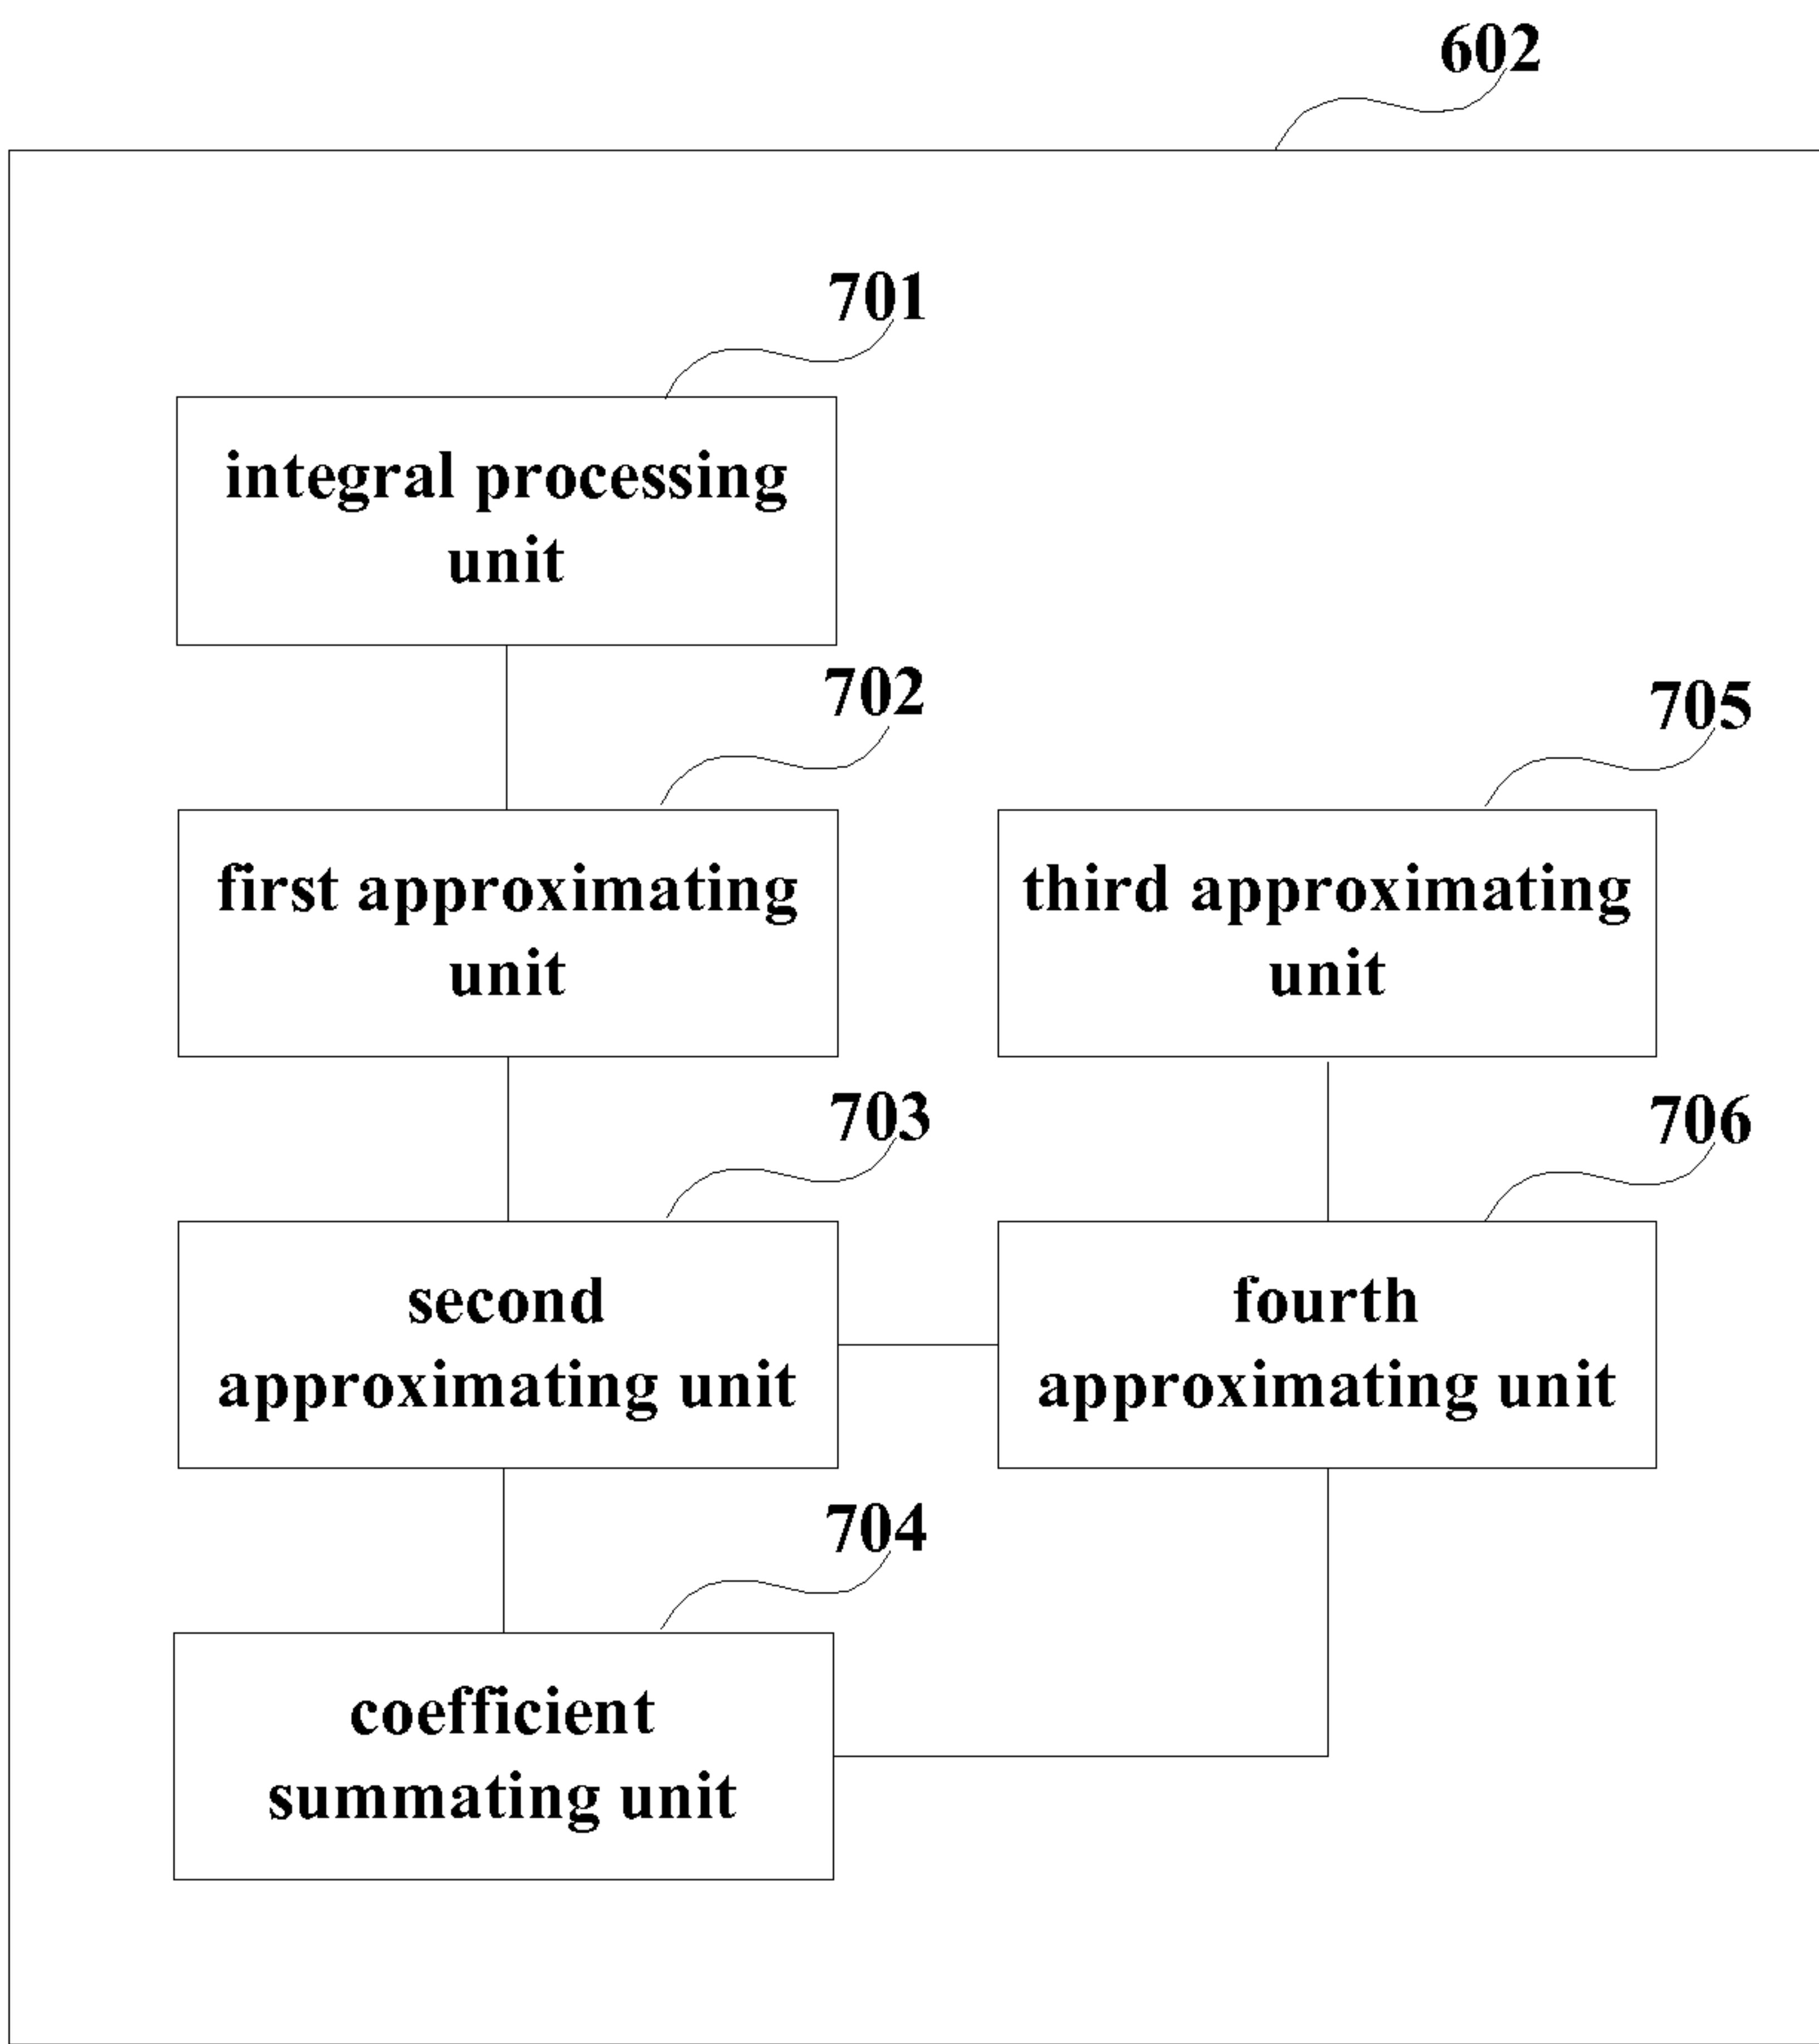 602
701
integral processing
unit
702
705
first approximating
unit
third approximating
unit
703
706
second
approximating unit
fourth
approximating unit
704
coefficient
summating unit